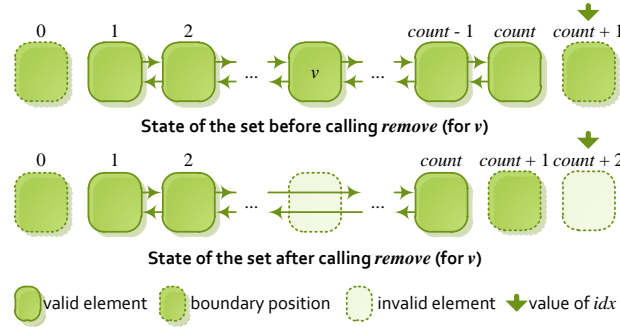 0 1 2 count - 1 count count + 1
v
... ...
State of the set before calling remove (for v)
0 1 2 count count + 1 count + 2
... ...
State of the set after calling remove (for v)
valid element boundary position invalid element value of idx